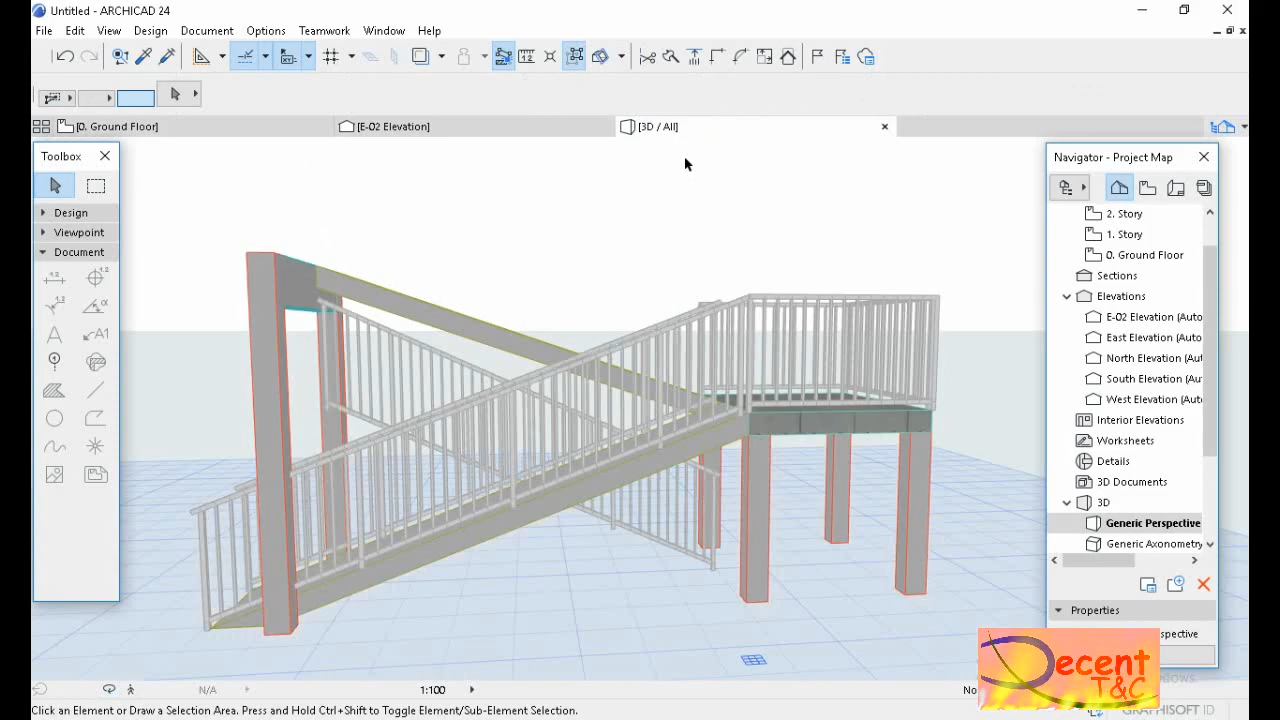 Untitled - ARCHICAD 24
File Edit View Design Document Options Teamwork Window Help
[0. Ground Floor] [E-02 Elevation] [3D / All]
Toolbox
Design
Viewpoint
Document
A
A1
Navigator - Project Map
2. Story
1. Story
0. Ground Floor
Sections
Elevations
E-02 Elevation (Auto
East Elevation (Auto
North Elevation (Aut
South Elevation (Aut
West Elevation (Auto
Interior Elevations
Worksheets
Details
3D Documents
3D
Generic Perspective
Generic Axonometry
Properties
spective
Decent
T&C
N/A 1:100 No
Click an Element or Draw a Selection Area. Press and Hold Ctrl+Shift to Toggle Element/Sub-Element Selection.
GRAPHISOFT ID